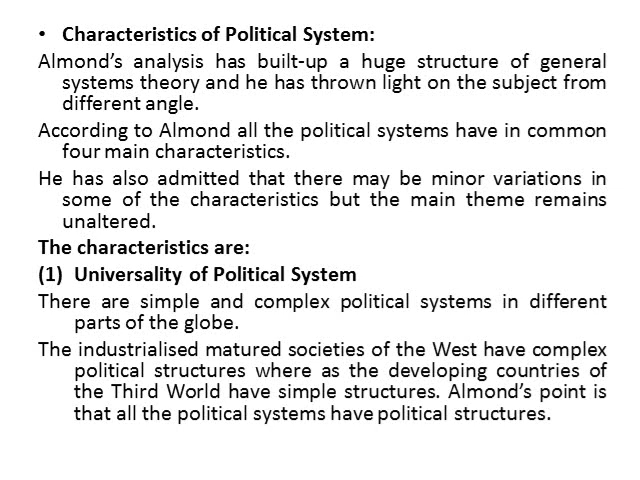 • Characteristics of Political System:
Almond’s analysis has built-up a huge structure of general
systems theory and he has thrown light on the subject from
different angle.
According to Almond all the political systems have in common
four main characteristics.
He has also admitted that there may be minor variations in
some of the characteristics but the main theme remains
unaltered.
The characteristics are:
(1) Universality of Political System
There are simple and complex political systems in different
parts of the globe.
The industrialised matured societies of the West have complex
political structures where as the developing countries of
the Third World have simple structures. Almond’s point is
that all the political systems have political structures.